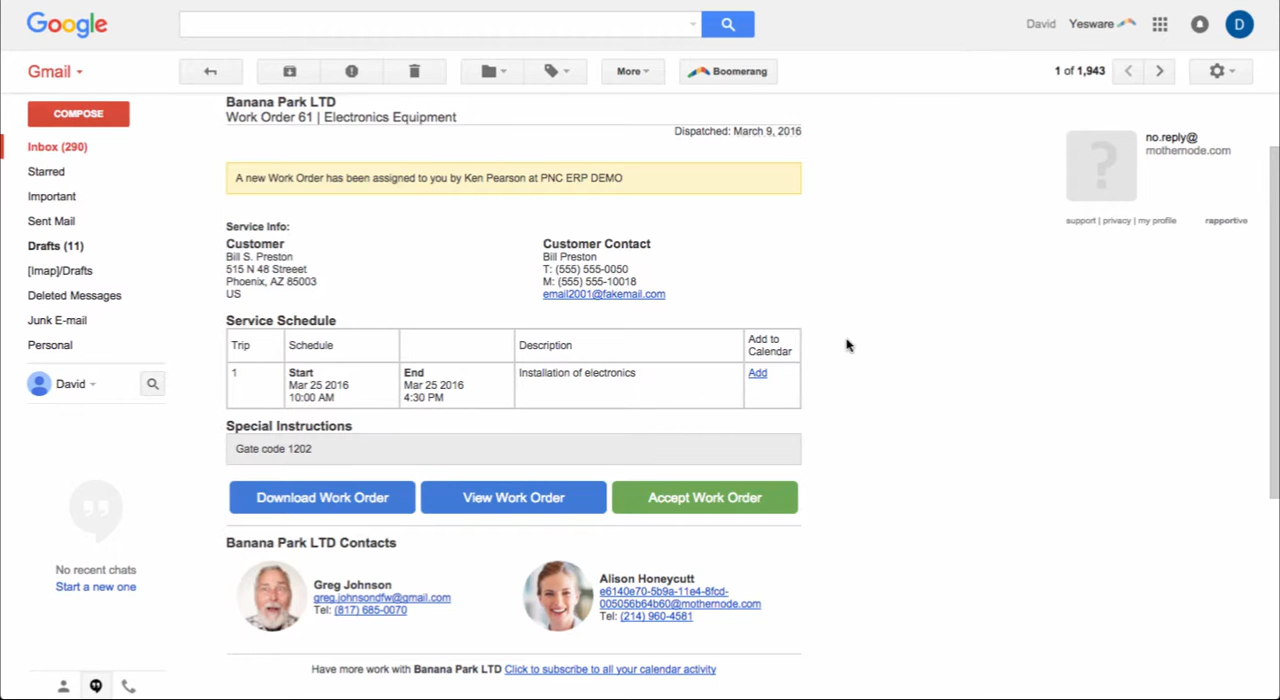 Google
David Yesware
D
Gmail
More
Boomerang
1 of 1,943
COMPOSE
Inbox (290)
Starred
Important
Sent Mail
Drafts (11)
[Imap]/Drafts
Deleted Messages
Junk E-mail
Personal
David
No recent chats
Start a new one
Banana Park LTD
Work Order 61 | Electronics Equipment
Dispatched: March 9, 2016
A new Work Order has been assigned to you by Ken Pearson at PNC ERP DEMO
Service Info:
Customer
Bill S. Preston
515 N 48 Streeet
Phoenix, AZ 85003
US
Customer Contact
Bill Preston
T: (555) 555-0050
M: (555) 555-10018
email2001@fakemail.com
Service Schedule
Trip Schedule Description Add to
Calendar
1 Start End Installation of electronics Add
Mar 25 2016 Mar 25 2016
10:00 AM 4:30 PM
Special Instructions
Gate code 1202
Download Work Order View Work Order Accept Work Order
Banana Park LTD Contacts
Greg Johnson
greg.johnsondfw@gmail.com
Tel: (817) 685-0070
Alison Honeycutt
e6140e70-5b9a-11e4-8fcd-
005056b64b60@mothernode.com
Tel: (214) 960-4581
Have more work with Banana Park LTD Click to subscribe to all your calendar activity
?
no.reply@
mothernode.com
support | privacy | my profile
rapportive